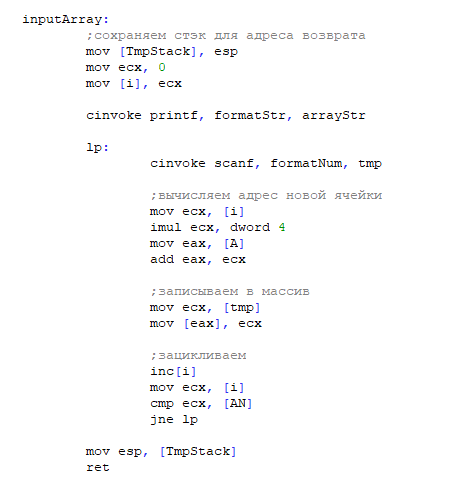 inputArray:
;сохраняем стэк для адреса возврата
mov [TmpStack], esp
mov ecx, 0
mov [i], ecx
cinvoke printf, formatStr, arrayStr
lp:
cinvoke scanf, formatNum, tmp
;вычисляем адрес новой ячейки
mov ecx, [i]
imul ecx, dword 4
mov eax, [A]
add eax, ecx
;записываем в массив
mov ecx, [tmp]
mov [eax], ecx
;зацикливаем
inc[i]
mov ecx, [i]
cmp ecx, [AN]
jne lp
mov esp, [TmpStack]
ret